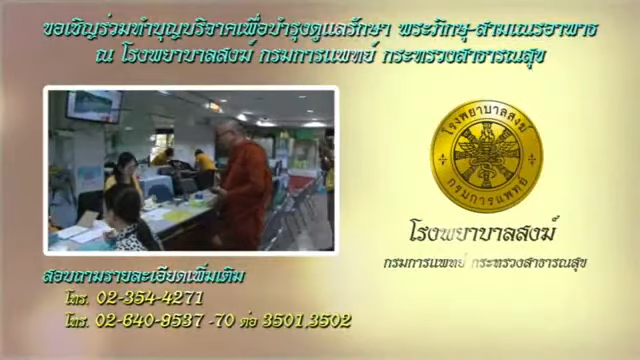 ขอเชิญร่วมทำบุญบริจาคเพื่อบำรุงดูแลรักษา พระภิกษุ-สามเณรอาพาธ
ณ โรงพยาบาลสงฆ์ กรมการแพทย์ กระทรวงสาธารณสุข
โรงพยาบาลสงฆ์
กรมการแพทย์
โรงพยาบาลสงฆ์
กรมการแพทย์ กระทรวงสาธารณสุข
สอบถามรายละเอียดเพิ่มเติม
โทร. 02-354-4271
โทร. 02-640-9537 -70 ต่อ 3501,3502